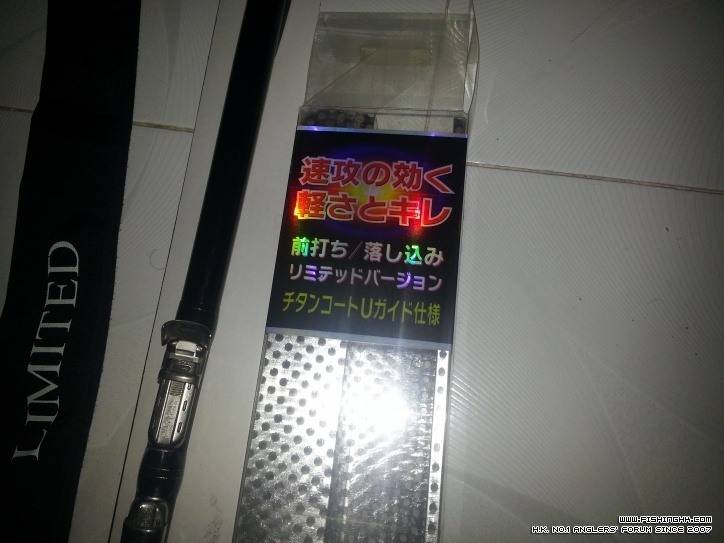 LIMITED
速攻の効く
軽さとキレ
前打ち/落し込み
リミテッドバージョン
チタンコートUガイド仕様
WWW.FISHINGHK.COM
H.K. NO.1 ANGLERS' FORUM SINCE 2007